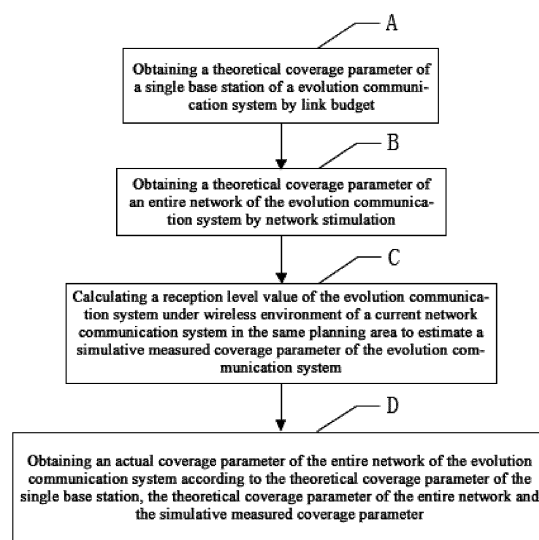 A
Obtaining a theoretical coverage parameter of
a single base station of a evolution communi-
cation system by link budget
B
Obtaining a theoretical coverage parameter of
an entire network of the evolution communica-
tion system by network stimulation
C
Calculating a reception level value of the evolution communica-
tion system under wireless environment of a current network
communication system in the same planning area to estimate a
simulative measured coverage parameter of the evolution com-
munication system
D
Obtaining an actual coverage parameter of the entire network of the evolution
communication system according to the theoretical coverage parameter of the
single base station, the theoretical coverage parameter of the entire network and
the simulative measured coverage parameter